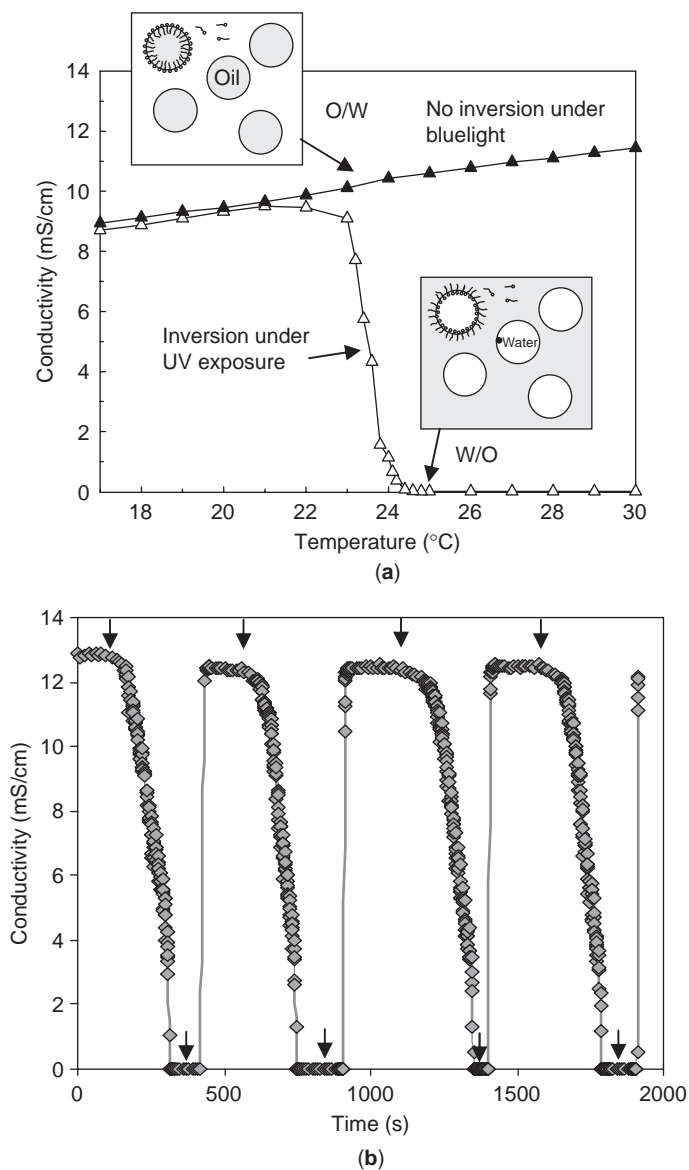 14
12
10
8
6
4
2
0
Conductivity (mS/cm)
Oil
O/W
No inversion under
bluelight
Inversion under
UV exposure
Water
W/O
18
20
22
24
26
28
30
Temperature (°C)
(a)
14
12
10
8
6
4
2
0
Conductivity (mS/cm)
0
500
1000
1500
2000
Time (s)
(b)